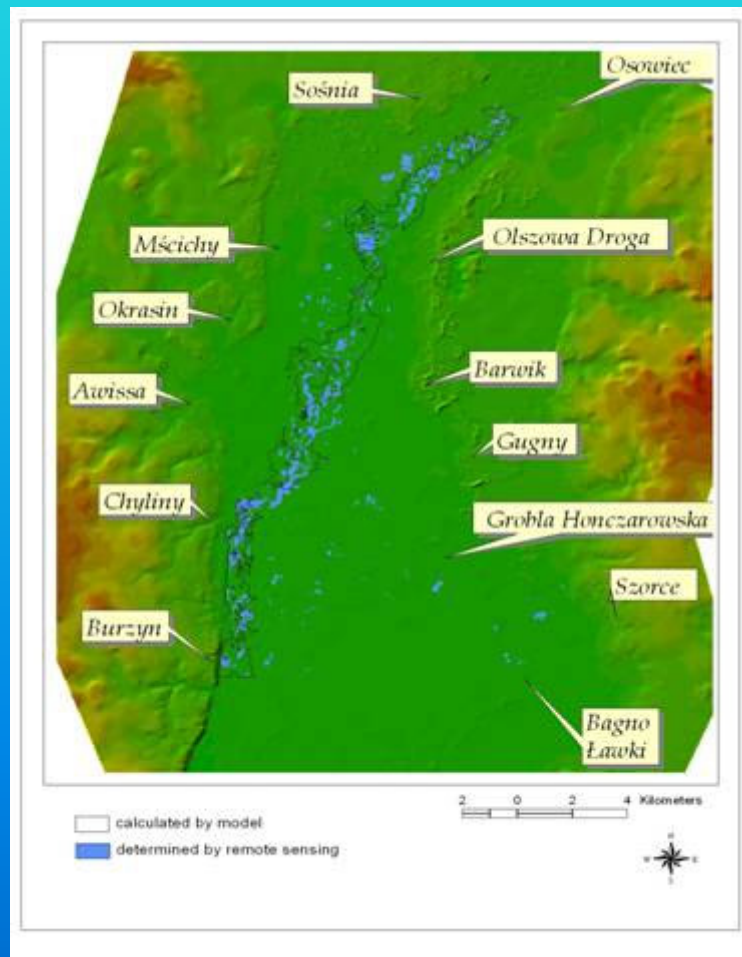 Osowiec
Sośnia
Mścichy
Olszowa Droga
Okrasin
Awissa
Barwik
Gugny
Chyliny
Grobla Honczarowska
Szorce
Burzyn
Bagno
Ławki
2 0 2 4 Kilometers
calculated by model
determined by remote sensing
N
W E
S